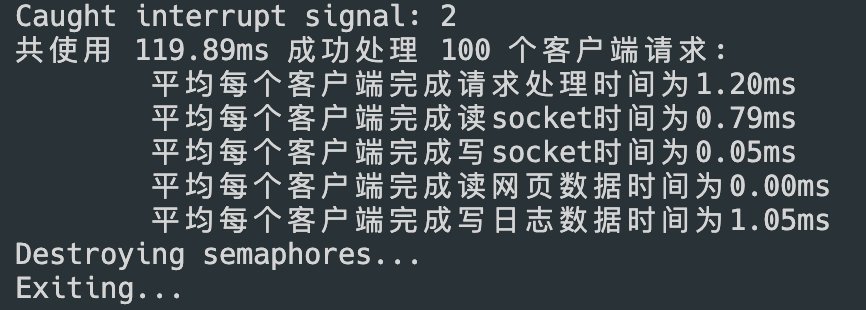 Caught interrupt signal: 2
共使用 119.89ms 成功处理 100 个客户端请求:
平均每个客户端完成请求处理时间为1.20ms
平均每个客户端完成读socket时间为0.79ms
平均每个客户端完成写socket时间为0.05ms
平均每个客户端完成读网页数据时间为0.00ms
平均每个客户端完成写日志数据时间为1.05ms
Destroying semaphores...
Exiting...